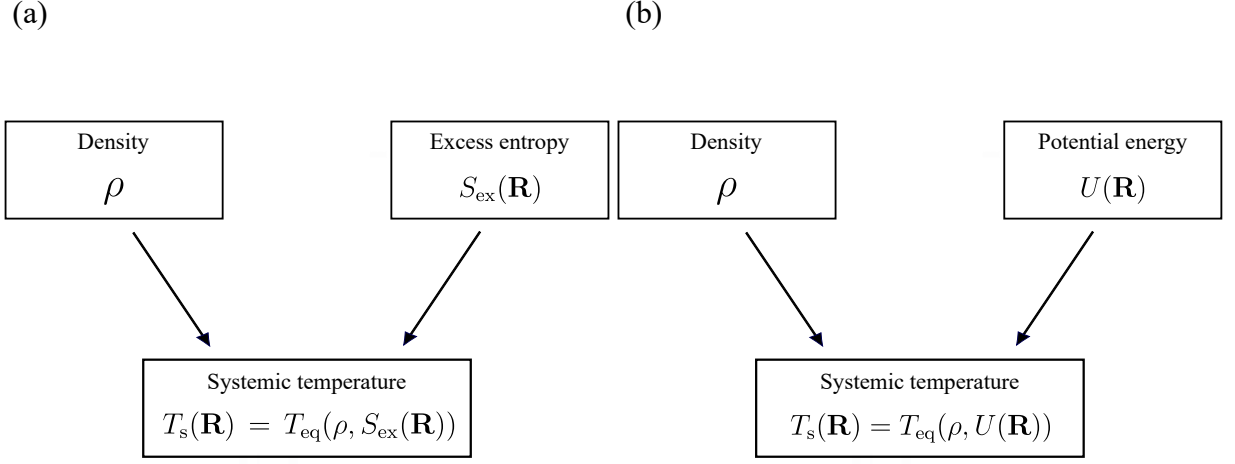 (a)
Density
ρ
Excess entropy
S_ex(R)
Systemic temperature
T_s(R) = T_eq(ρ, S_ex(R))
(b)
Density
ρ
Potential energy
U(R)
Systemic temperature
T_s(R) = T_eq(ρ, U(R))